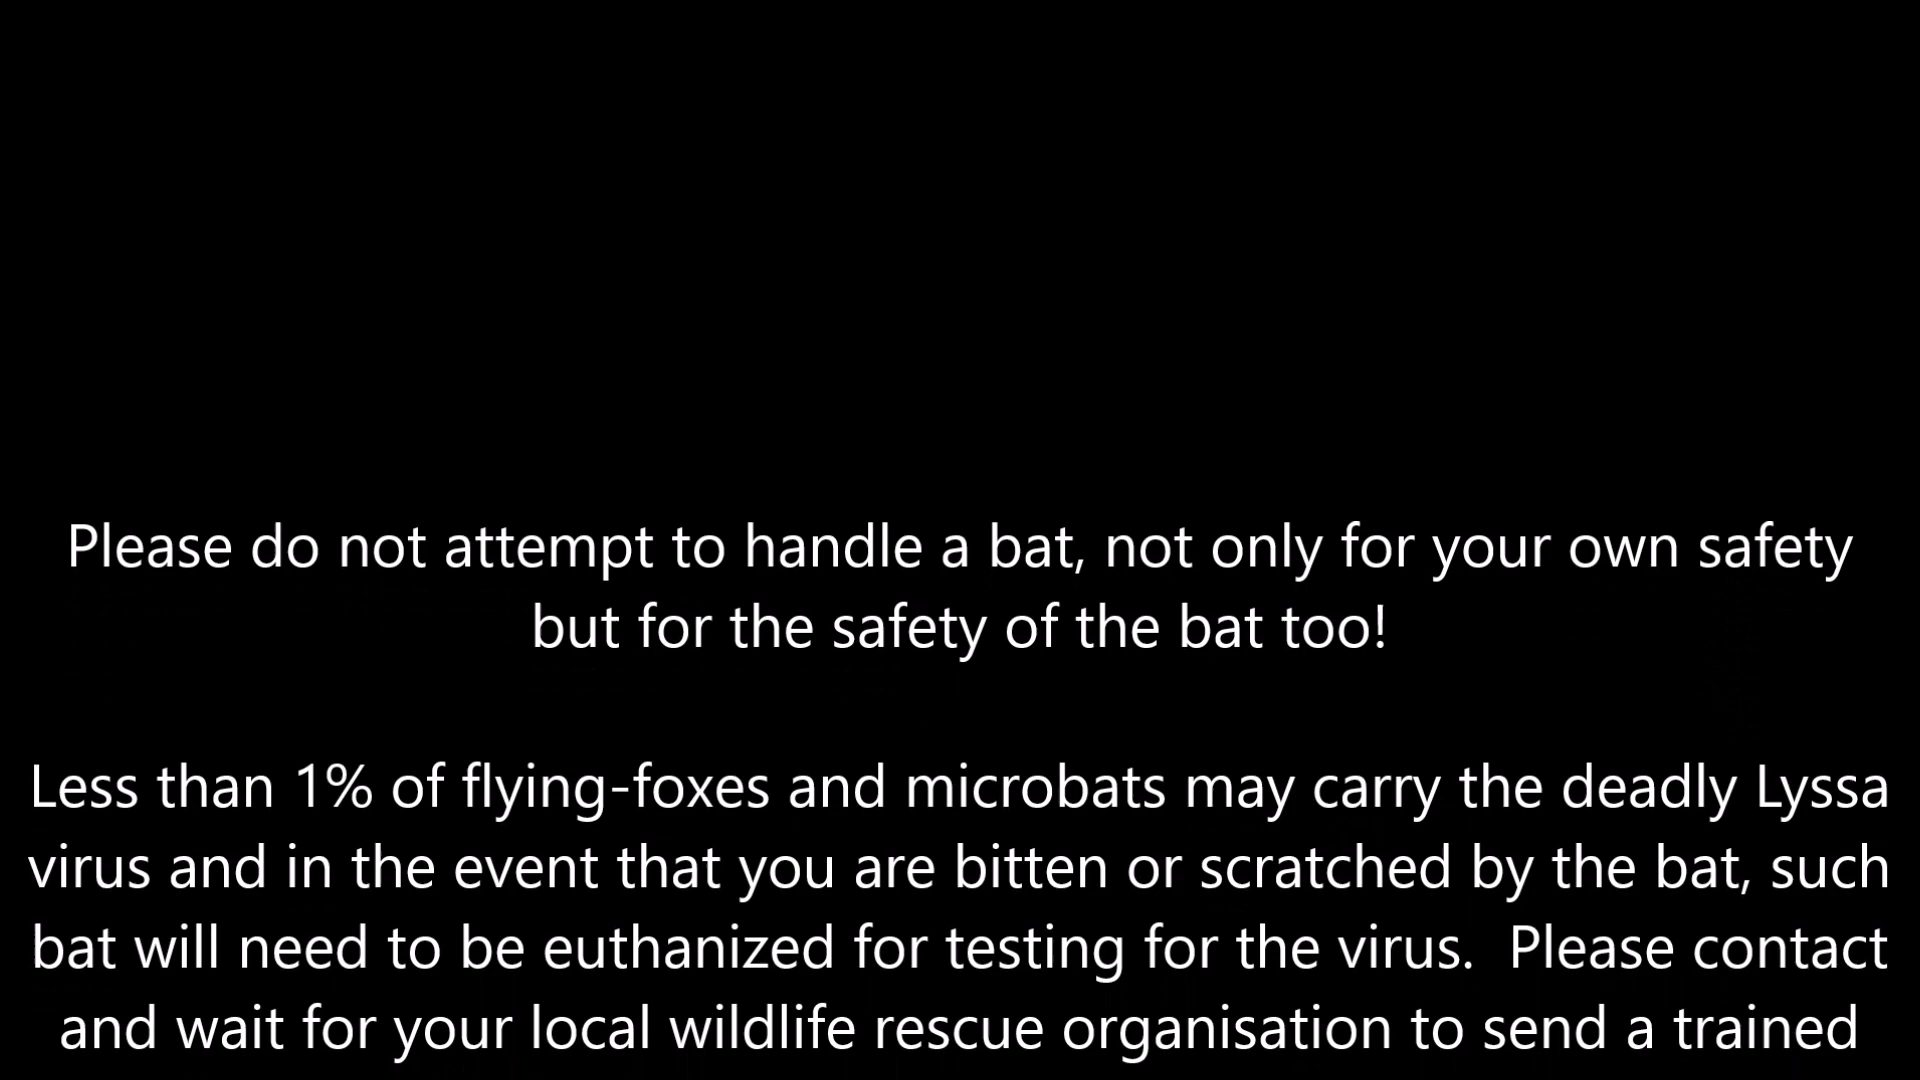 Please do not attempt to handle a bat, not only for your own safety
but for the safety of the bat too!
Less than 1% of flying-foxes and microbats may carry the deadly Lyssa
virus and in the event that you are bitten or scratched by the bat, such
bat will need to be euthanized for testing for the virus.  Please contact
and wait for your local wildlife rescue organisation to send a trained